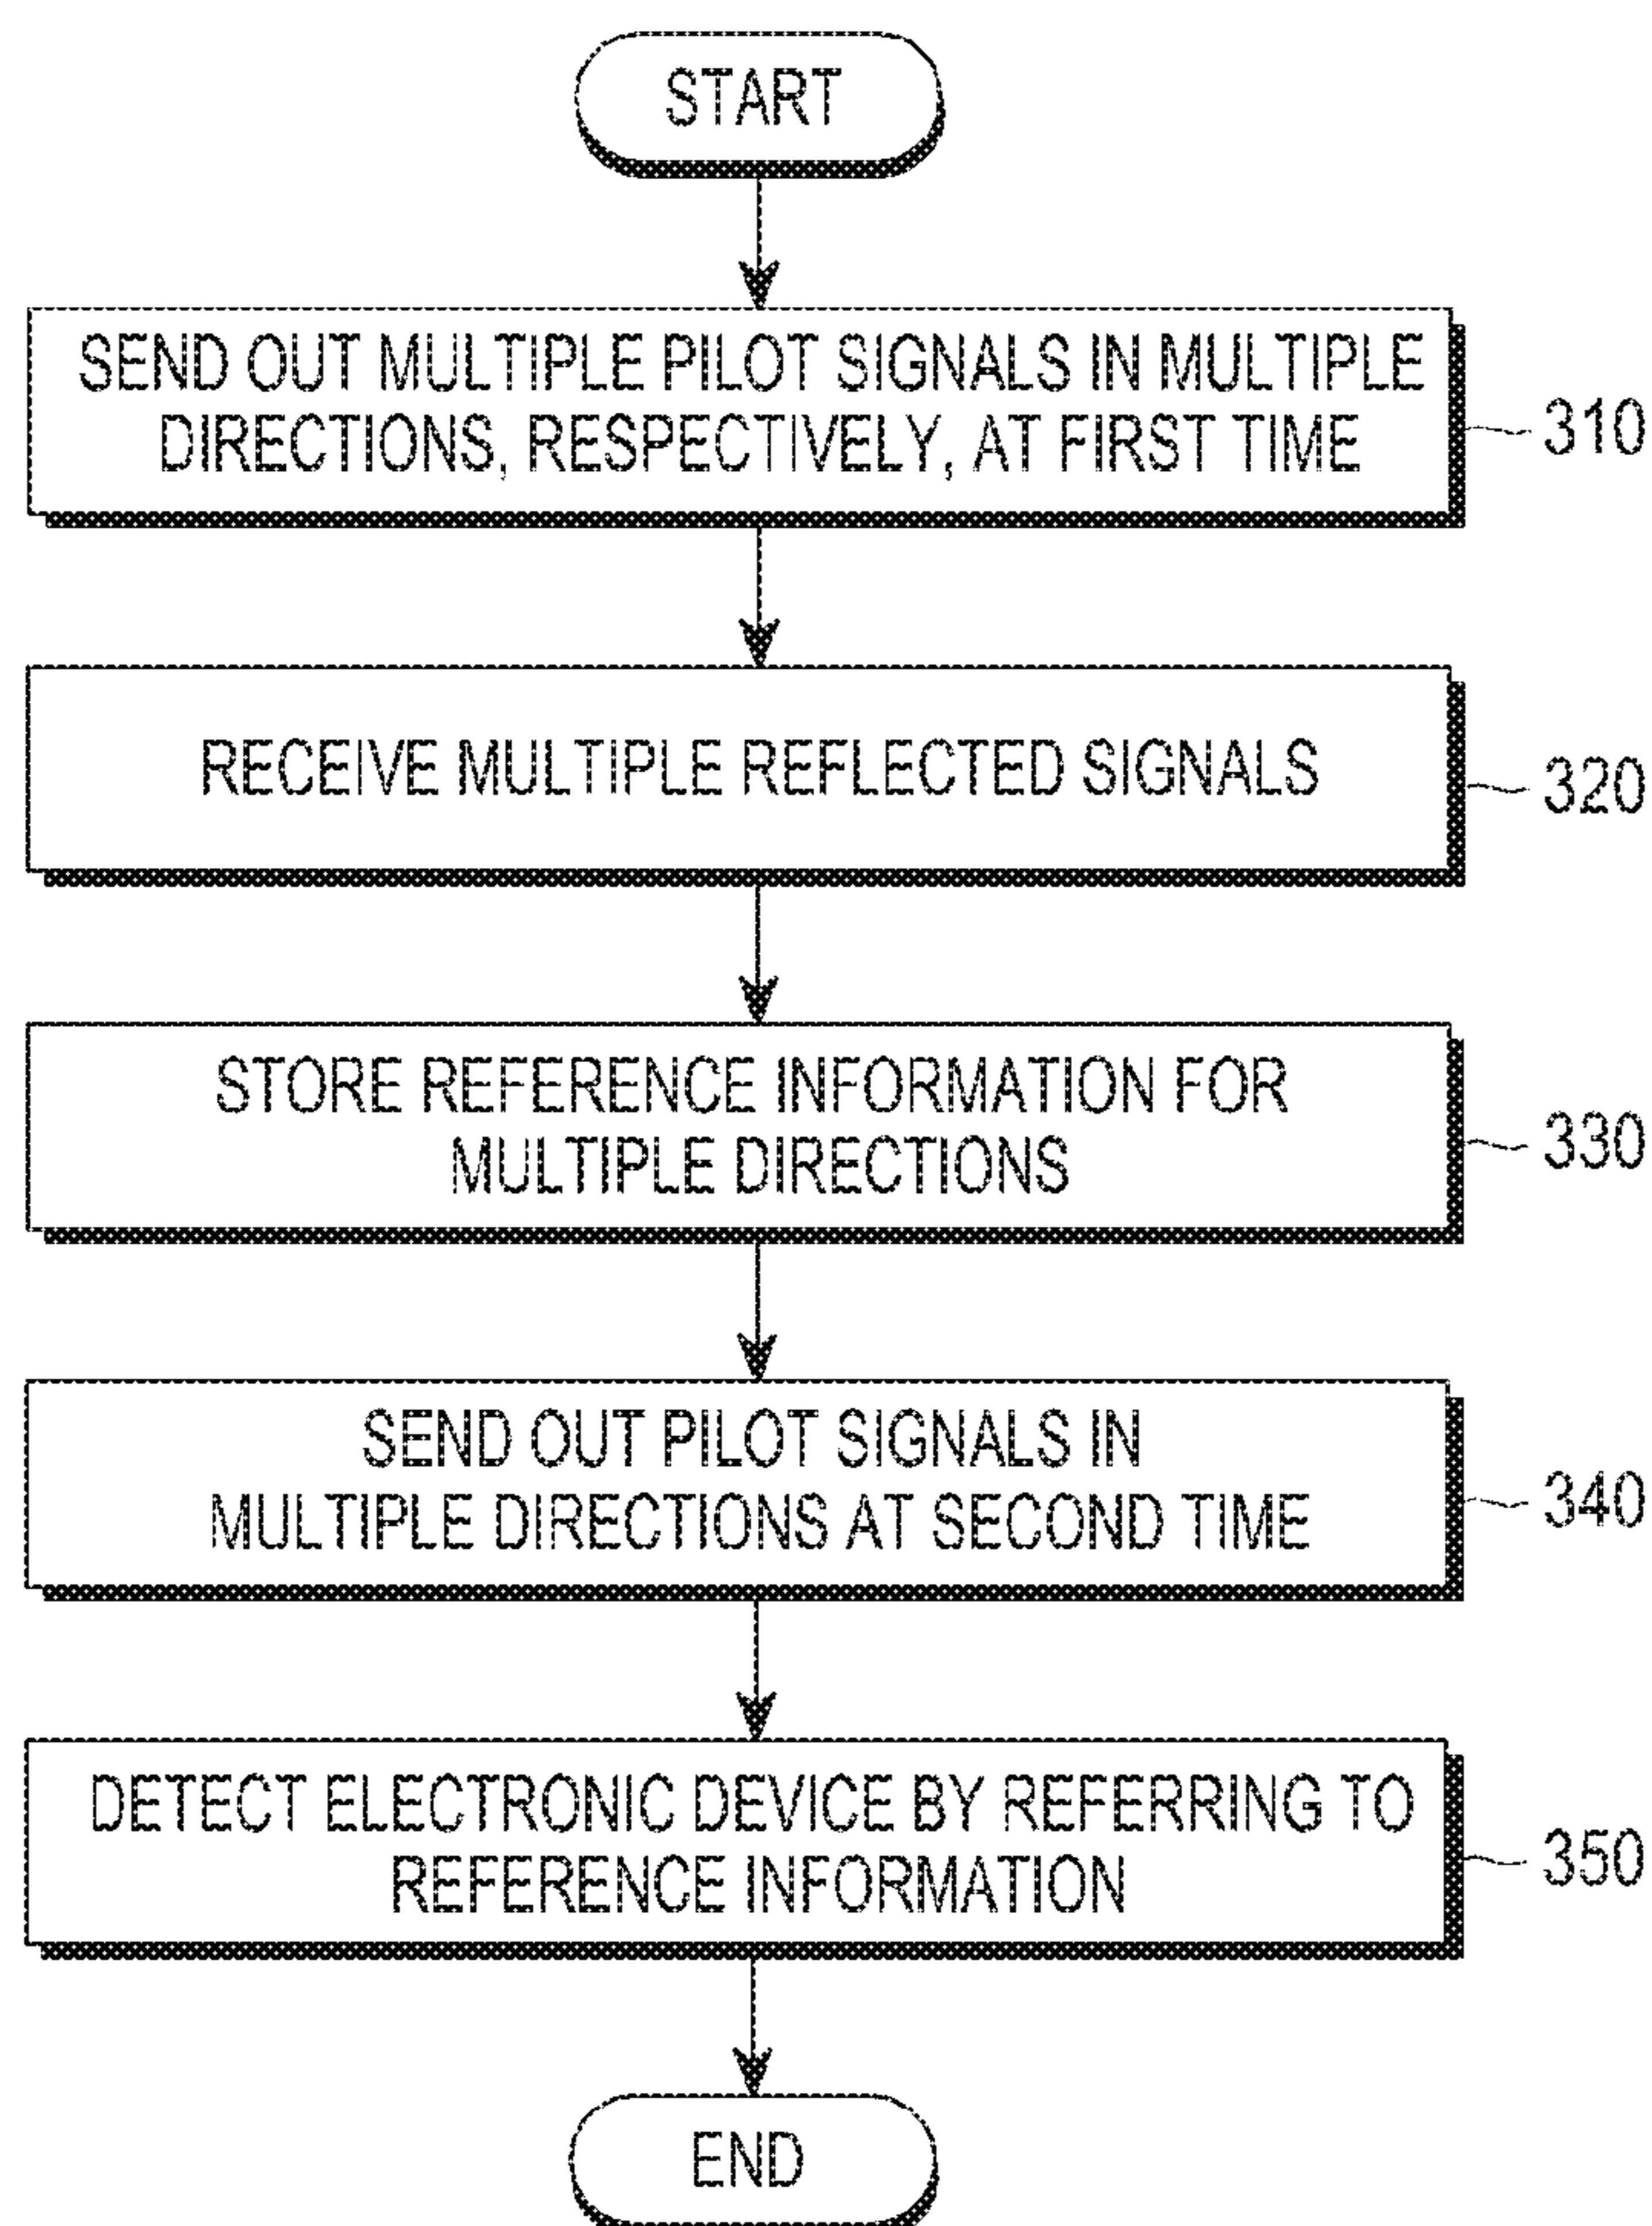 START
SEND OUT MULTIPLE PILOT SIGNALS IN MULTIPLE
DIRECTIONS, RESPECTIVELY, AT FIRST TIME
310
RECEIVE MULTIPLE REFLECTED SIGNALS
320
STORE REFERENCE INFORMATION FOR
MULTIPLE DIRECTIONS
330
SEND OUT PILOT SIGNALS IN
MULTIPLE DIRECTIONS AT SECOND TIME
340
DETECT ELECTRONIC DEVICE BY REFERRING TO
REFERENCE INFORMATION
350
END